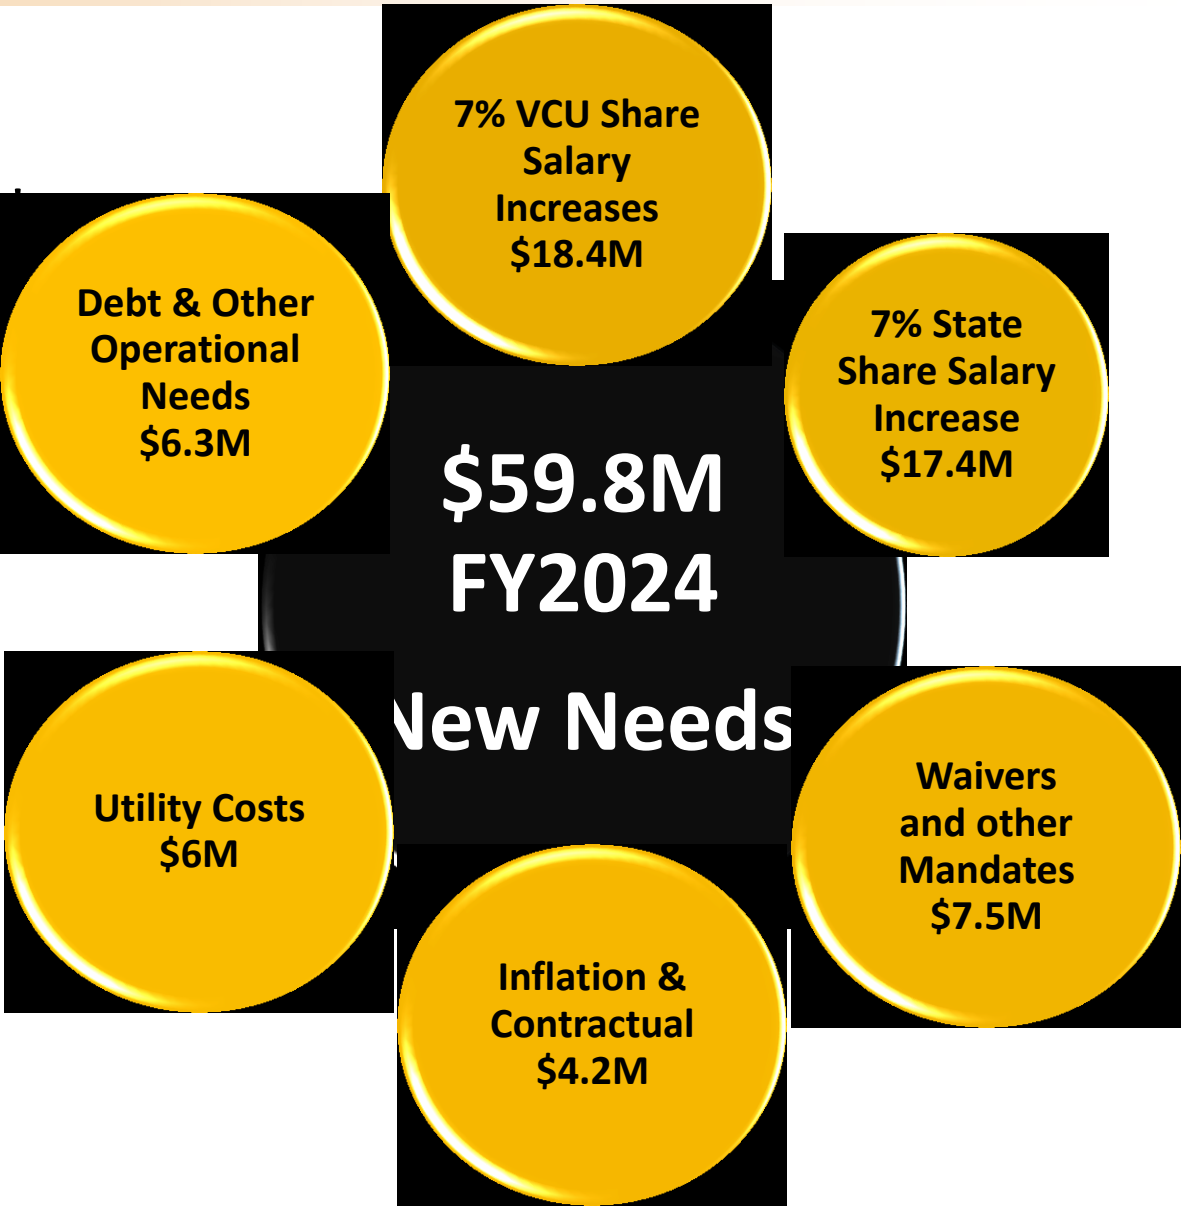 7% VCU Share
Salary
Increases
$18.4M
7% State
Share Salary
Increase
$17.4M
Waivers
and other
Mandates
$7.5M
Inflation &
Contractual
$4.2M
Utility Costs
$6M
Debt & Other
Operational
Needs
$6.3M
$59.8M
FY2024
New Needs